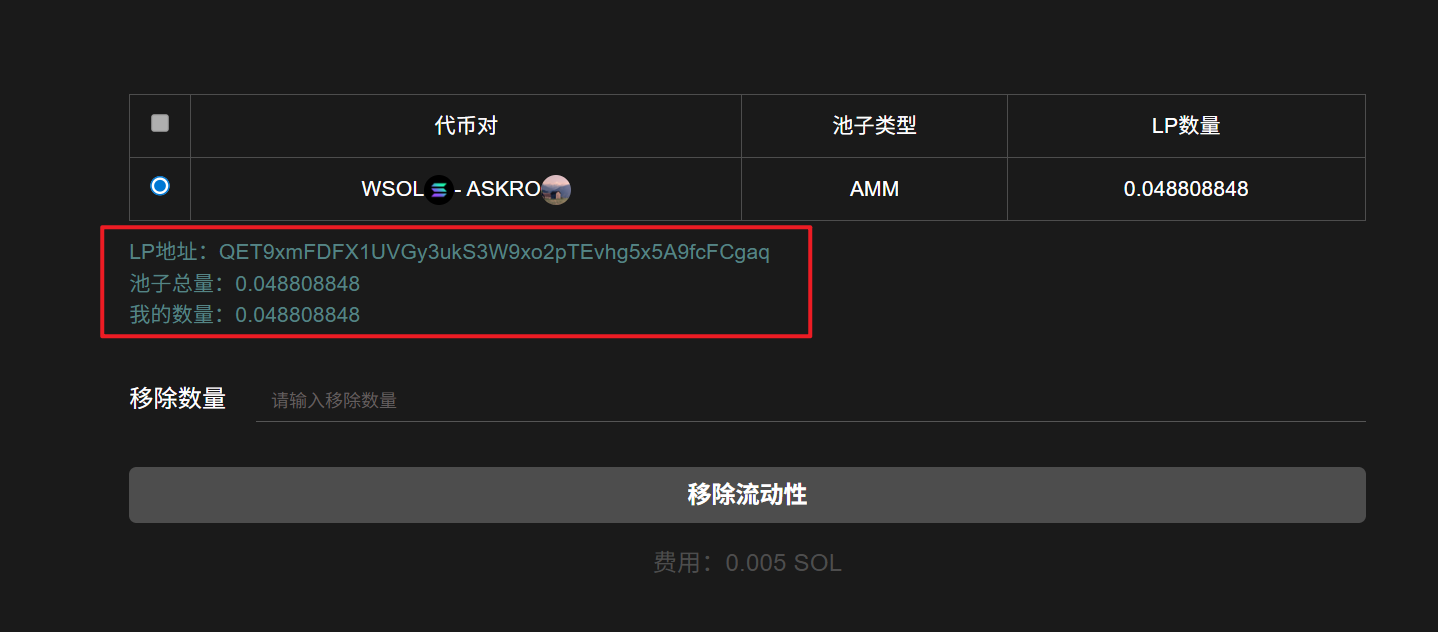 代币对 池子类型 LP数量
WSOL - ASKRO AMM 0.048808848
LP地址：QET9xmFDFX1UVGy3ukS3W9xo2pTEvhg5x5A9fcFCgaq
池子总量：0.048808848
我的数量：0.048808848
移除数量 请输入移除数量
移除流动性
费用：0.005 SOL